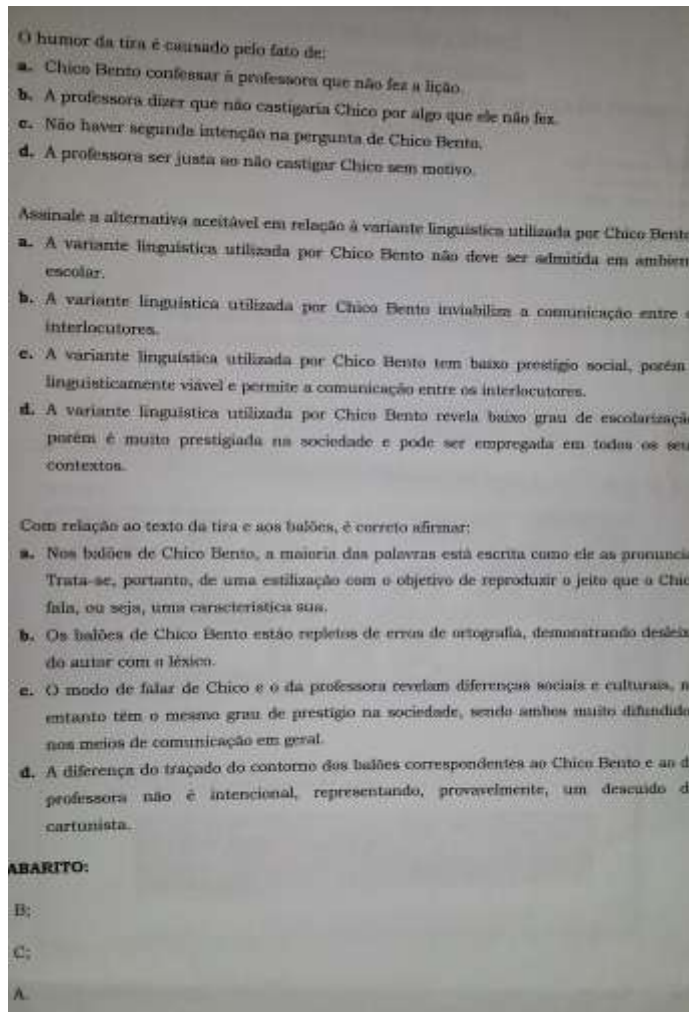 O humor da tira é causado pelo fato de:
a. Chico Bento confessar à professora que não fez a lição.
b. A professora dizer que não castigaria Chico por algo que ele não fez.
c. Não haver segunda intenção na pergunta de Chico Bento.
d. A professora ser justa ao não castigar Chico sem motivo.
Assinale a alternativa aceitável em relação à variante linguística utilizada por Chico Bento
a. A variante linguística utilizada por Chico Bento não deve ser admitida em ambien
escolar.
b. A variante linguística utilizada por Chico Bento inviabiliza a comunicação entre
interlocutores.
c. A variante linguística utilizada por Chico Bento tem baixo prestígio social, porém
linguisticamente viável e permite a comunicação entre os interlocutores.
d. A variante linguística utilizada por Chico Bento revela baixo grau de escolarizaçã
porém é muito prestigiada na sociedade e pode ser empregada em todos os seu
contextos.
Com relação ao texto da tira e aos balões, é correto afirmar:
a. Nos balões de Chico Bento, a maioria das palavras está escrita como ele as pronuncia
Trata-se, portanto, de uma estilização com o objetivo de reproduzir o jeito que o Chic
fala, ou seja, uma característica sua.
b. Os balões de Chico Bento estão repletos de erros de ortografia, demonstrando desleix
do autor com o léxico.
c. O modo de falar de Chico e o da professora revelam diferenças sociais e culturais, n
entanto têm o mesmo grau de prestígio na sociedade, sendo ambos muito difundido
nos meios de comunicação em geral.
d. A diferença do traçado do contorno dos balões correspondentes ao Chico Bento e ao d
professora não é intencional, representando, provavelmente, um descuido d
cartunista.
ABARITO:
B;
C;
A.